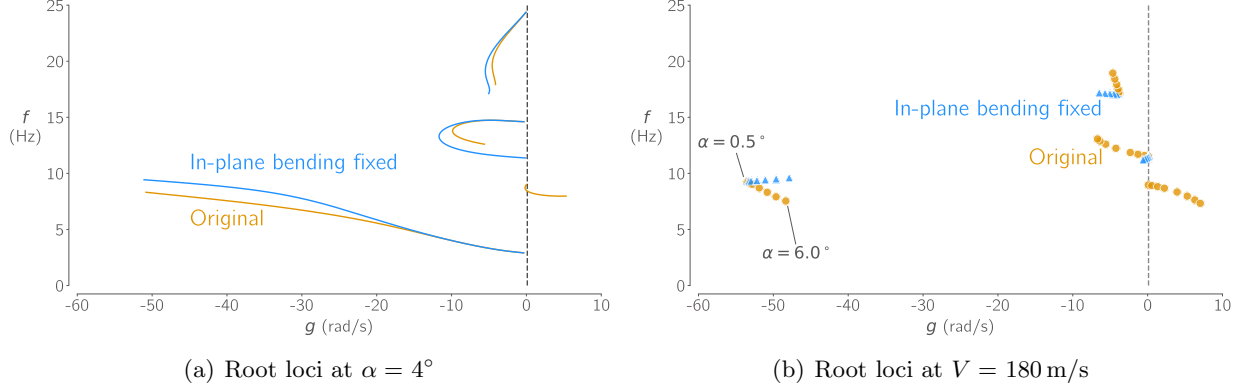 25
20
15
10
5
0
f
(Hz)
In-plane bending fixed
Original
-60 -50 -40 -30 -20 -10 0 10
g (rad/s)
(a) Root loci at α = 4°
25
20
15
10
5
0
f
(Hz)
In-plane bending fixed
Original
α = 0.5°
α = 6.0°
-60 -50 -40 -30 -20 -10 0 10
g (rad/s)
(b) Root loci at V = 180 m/s